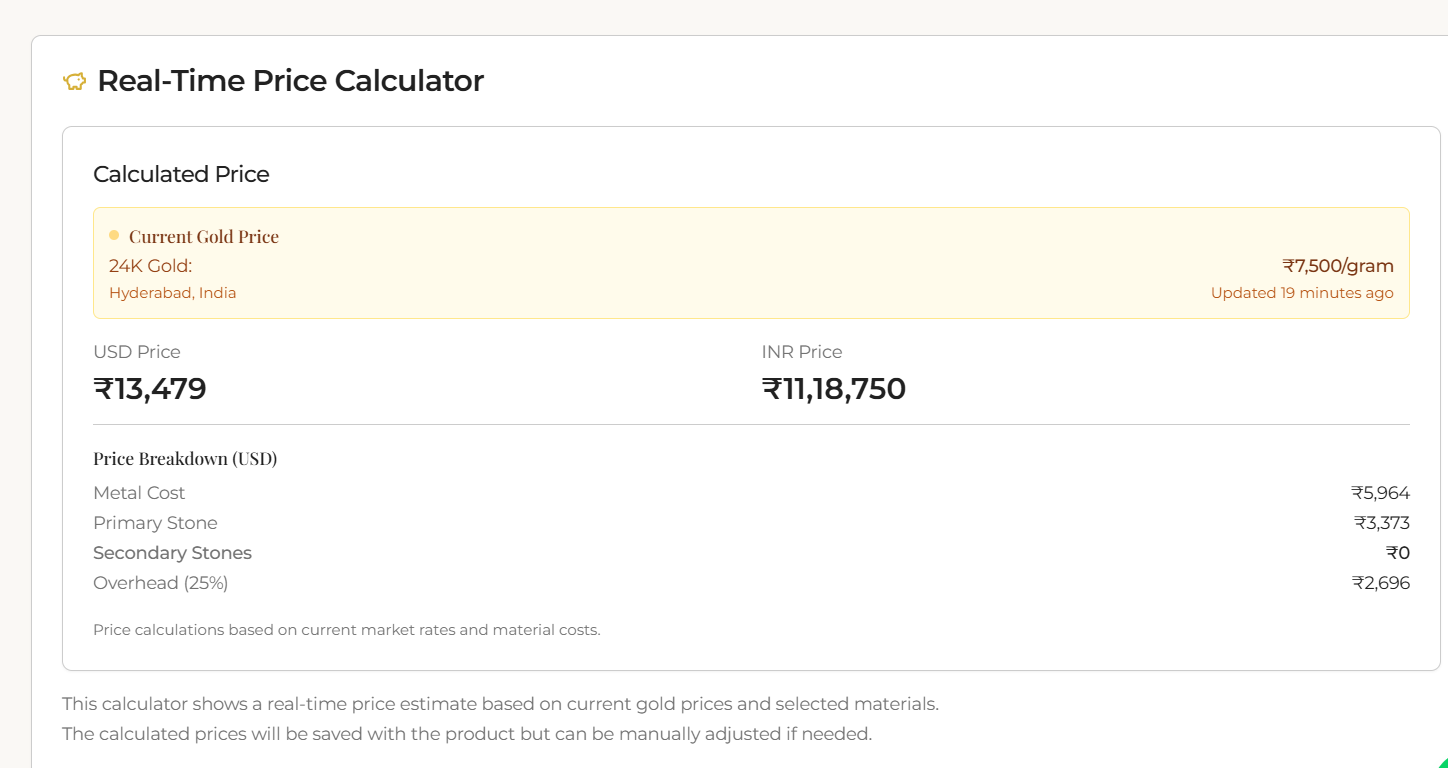 Real-Time Price Calculator
Calculated Price
Current Gold Price
24K Gold: ₹7,500/gram
Hyderabad, India Updated 19 minutes ago
USD Price INR Price
₹13,479 ₹11,18,750
Price Breakdown (USD)
Metal Cost ₹5,964
Primary Stone ₹3,373
Secondary Stones ₹0
Overhead (25%) ₹2,696
Price calculations based on current market rates and material costs.
This calculator shows a real-time price estimate based on current gold prices and selected materials.
The calculated prices will be saved with the product but can be manually adjusted if needed.